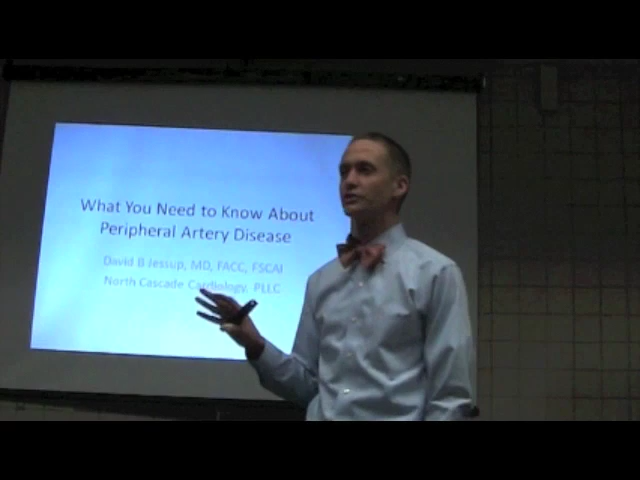 What You Need to Know About
Peripheral Artery Disease
David B Jessup, MD, FACC, FSCAI
North Cascade Cardiology, PLLC